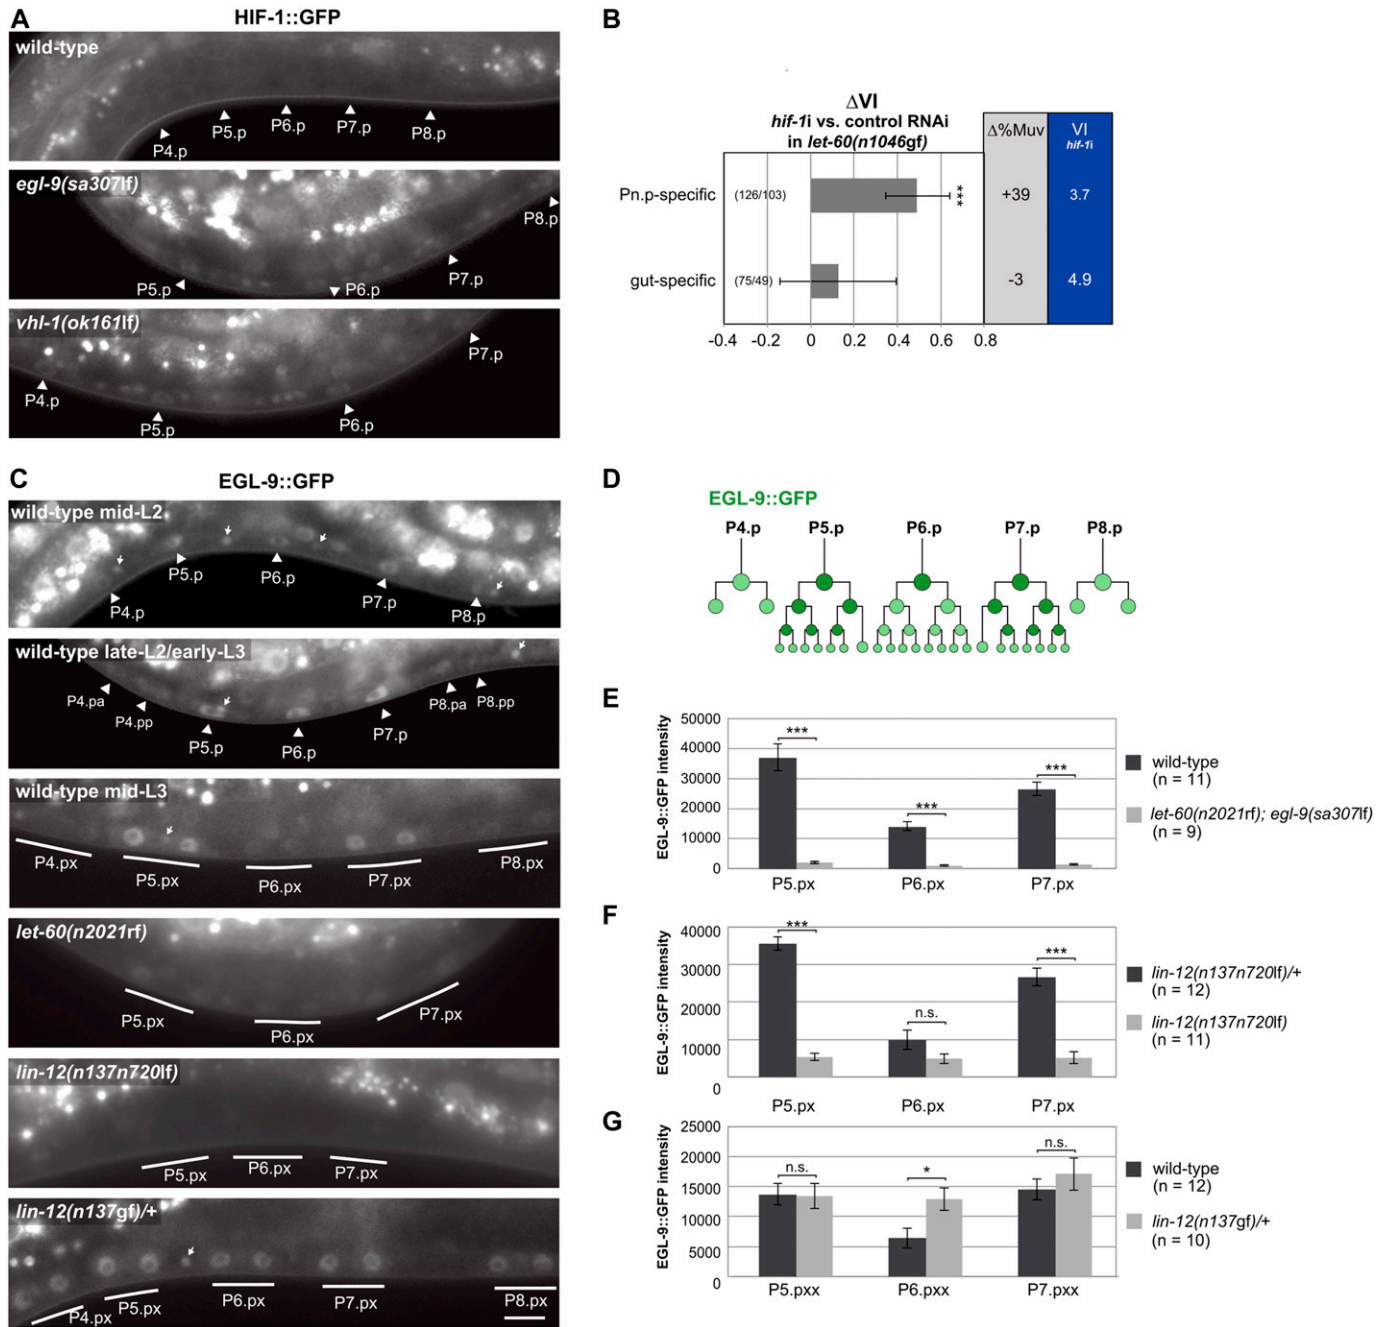 A
HIF-1::GFP
wild-type
P4.p
P5.p
P6.p
P7.p
P8.p
egl-9(sa307lf)
P5.p
P6.p
P7.p
P8.p
vhl-1(ok161lf)
P4.p
P5.p
P6.p
P7.p
B
ΔVI
hif-1i vs. control RNAi
in let-60(n1046gf)
Δ%Muv
VI
hif-1i
Pn.p-specific
(126/103)
***
+39
3.7
gut-specific
(75/49)
-3
4.9
-0.4
-0.2
0
0.2
0.4
0.6
0.8
C
EGL-9::GFP
wild-type mid-L2
P4.p
P5.p
P6.p
P7.p
P8.p
wild-type late-L2/early-L3
P4.pa
P4.pp
P5.p
P6.p
P7.p
P8.pa
P8.pp
wild-type mid-L3
P4.px
P5.px
P6.px
P7.px
P8.px
let-60(n2021rf)
P5.px
P6.px
P7.px
lin-12(n137n720lf)
P5.px
P6.px
P7.px
lin-12(n137gf)/+
P4.px
P5.px
P6.px
P7.px
P8.px
D
EGL-9::GFP
P4.p
P5.p
P6.p
P7.p
P8.p
E
EGL-9::GFP intensity
50000
40000
30000
20000
10000
0
***
***
***
P5.px
P6.px
P7.px
wild-type
(n = 11)
let-60(n2021rf); egl-9(sa307lf)
(n = 9)
F
EGL-9::GFP intensity
40000
30000
20000
10000
0
***
n.s.
***
P5.px
P6.px
P7.px
lin-12(n137n720lf)/+
(n = 12)
lin-12(n137n720lf)
(n = 11)
G
EGL-9::GFP intensity
25000
20000
15000
10000
5000
0
n.s.
*
n.s.
P5.pxx
P6.pxx
P7.pxx
wild-type
(n = 12)
lin-12(n137gf)/+
(n = 10)